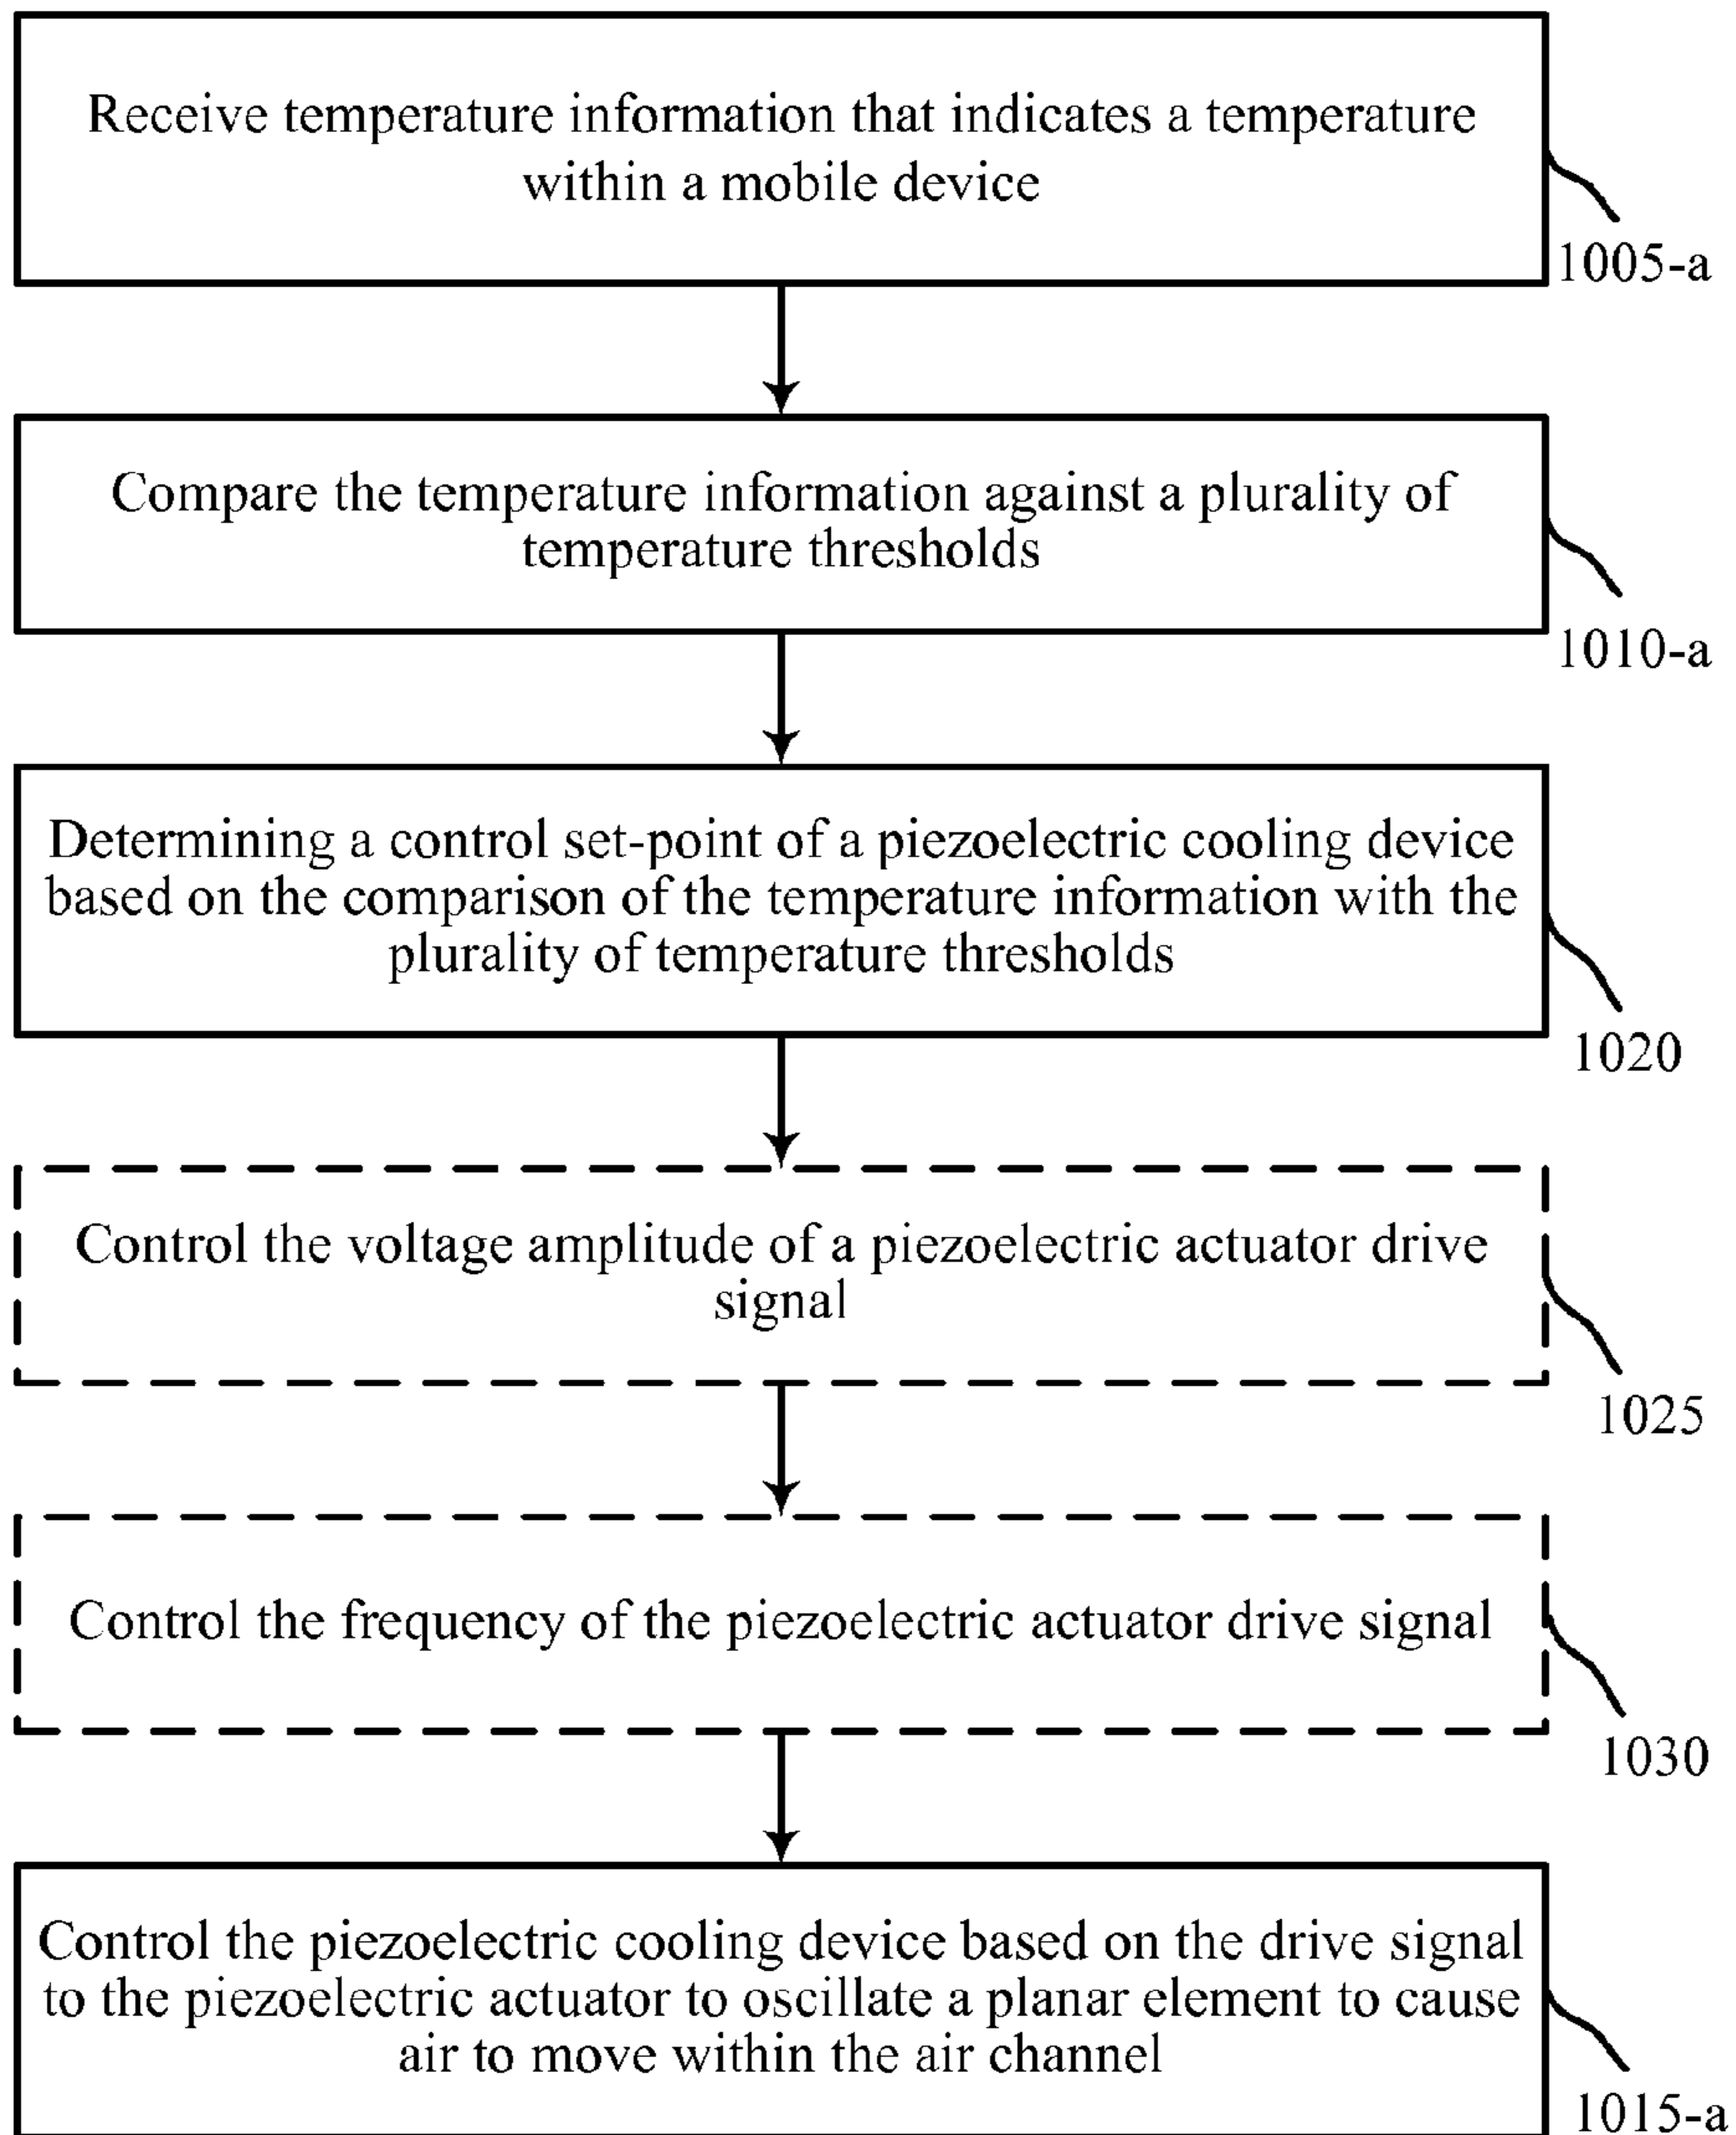 Receive temperature information that indicates a temperature
within a mobile device
1005-a
Compare the temperature information against a plurality of
temperature thresholds
1010-a
Determining a control set-point of a piezoelectric cooling device
based on the comparison of the temperature information with the
plurality of temperature thresholds
1020
Control the voltage amplitude of a piezoelectric actuator drive
signal
1025
Control the frequency of the piezoelectric actuator drive signal
1030
Control the piezoelectric cooling device based on the drive signal
to the piezoelectric actuator to oscillate a planar element to cause
air to move within the air channel
1015-a